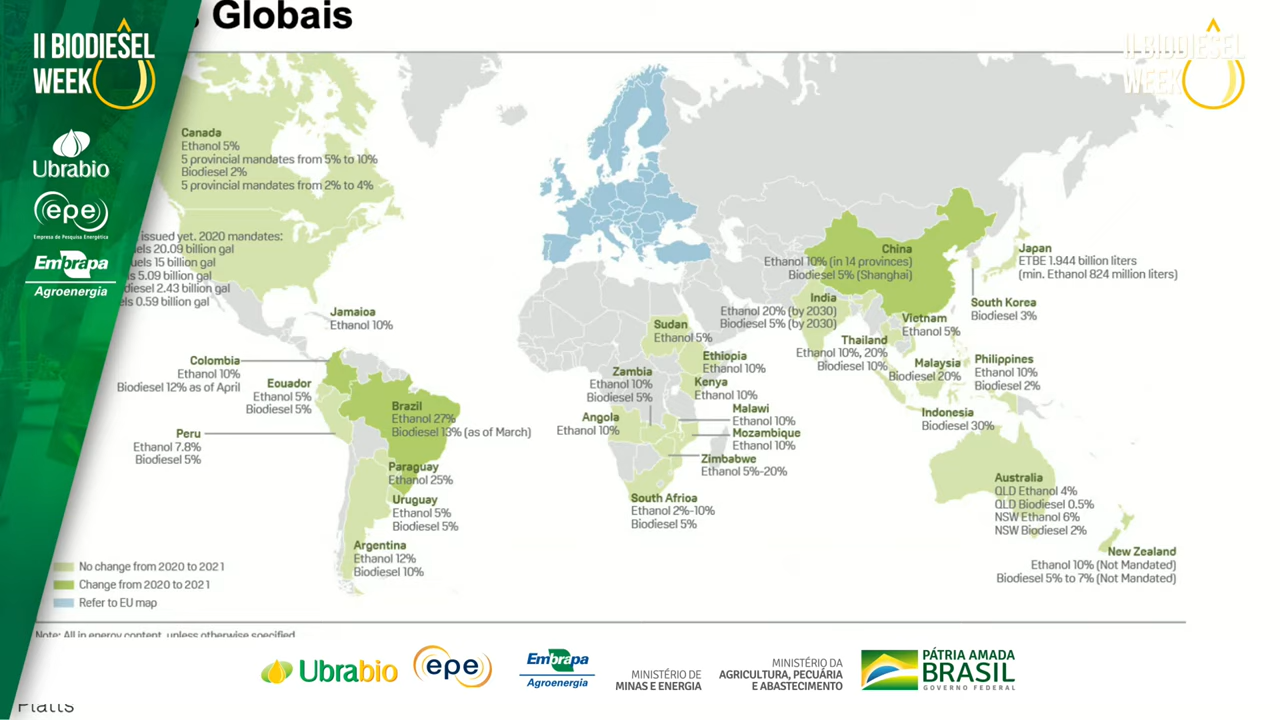 Globais
II BIODIESEL
WEEK
II BIODIESEL
WEEK
Ubrabio
epe
Empresa de Pesquisa Energética
Embrapa
Agroenergia
Canada
Ethanol 5%
5 provincial mandates from 5% to 10%
Biodiesel 2%
5 provincial mandates from 2% to 4%
issued yet. 2020 mandates:
els 20.09 billion gal
uels 15 billion gal
s 5.09 billion gal
diesel 2.43 billion gal
ls 0.59 billion gal
Jamaica
Ethanol 10%
Colombia
Ethanol 10%
Biodiesel 12% as of April
Ecuador
Ethanol 5%
Biodiesel 5%
Peru
Ethanol 7.8%
Biodiesel 5%
Brazil
Ethanol 27%
Biodiesel 13% (as of March)
Paraguay
Ethanol 25%
Uruguay
Ethanol 5%
Biodiesel 5%
Argentina
Ethanol 12%
Biodiesel 10%
Sudan
Ethanol 5%
Ethiopia
Ethanol 10%
Kenya
Ethanol 10%
Zambia
Ethanol 10%
Biodiesel 5%
Angola
Ethanol 10%
Malawi
Ethanol 10%
Mozambique
Ethanol 10%
Zimbabwe
Ethanol 5%-20%
South Africa
Ethanol 2%-10%
Biodiesel 5%
China
Ethanol 10% (in 14 provinces)
Biodiesel 5% (Shanghai)
India
Ethanol 20% (by 2030)
Biodiesel 5% (by 2030)
Japan
ETBE 1.944 billion liters
(min. Ethanol 824 million liters)
South Korea
Biodiesel 3%
Vietnam
Ethanol 5%
Thailand
Ethanol 10%, 20%
Biodiesel 10%
Malaysia
Biodiesel 20%
Philippines
Ethanol 10%
Biodiesel 2%
Indonesia
Biodiesel 30%
Australia
QLD Ethanol 4%
QLD Biodiesel 0.5%
NSW Ethanol 6%
NSW Biodiesel 2%
New Zealand
Ethanol 10% (Not Mandated)
Biodiesel 5% to 7% (Not Mandated)
No change from 2020 to 2021
Change from 2020 to 2021
Refer to EU map
Note: All in energy content, unless otherwise specified
Ubrabio
epe
Embrapa
Agroenergia
MINISTÉRIO DE
MINAS E ENERGIA
MINISTÉRIO DA
AGRICULTURA, PECUÁRIA
E ABASTECIMENTO
PÁTRIA AMADA
BRASIL
GOVERNO FEDERAL
Platts